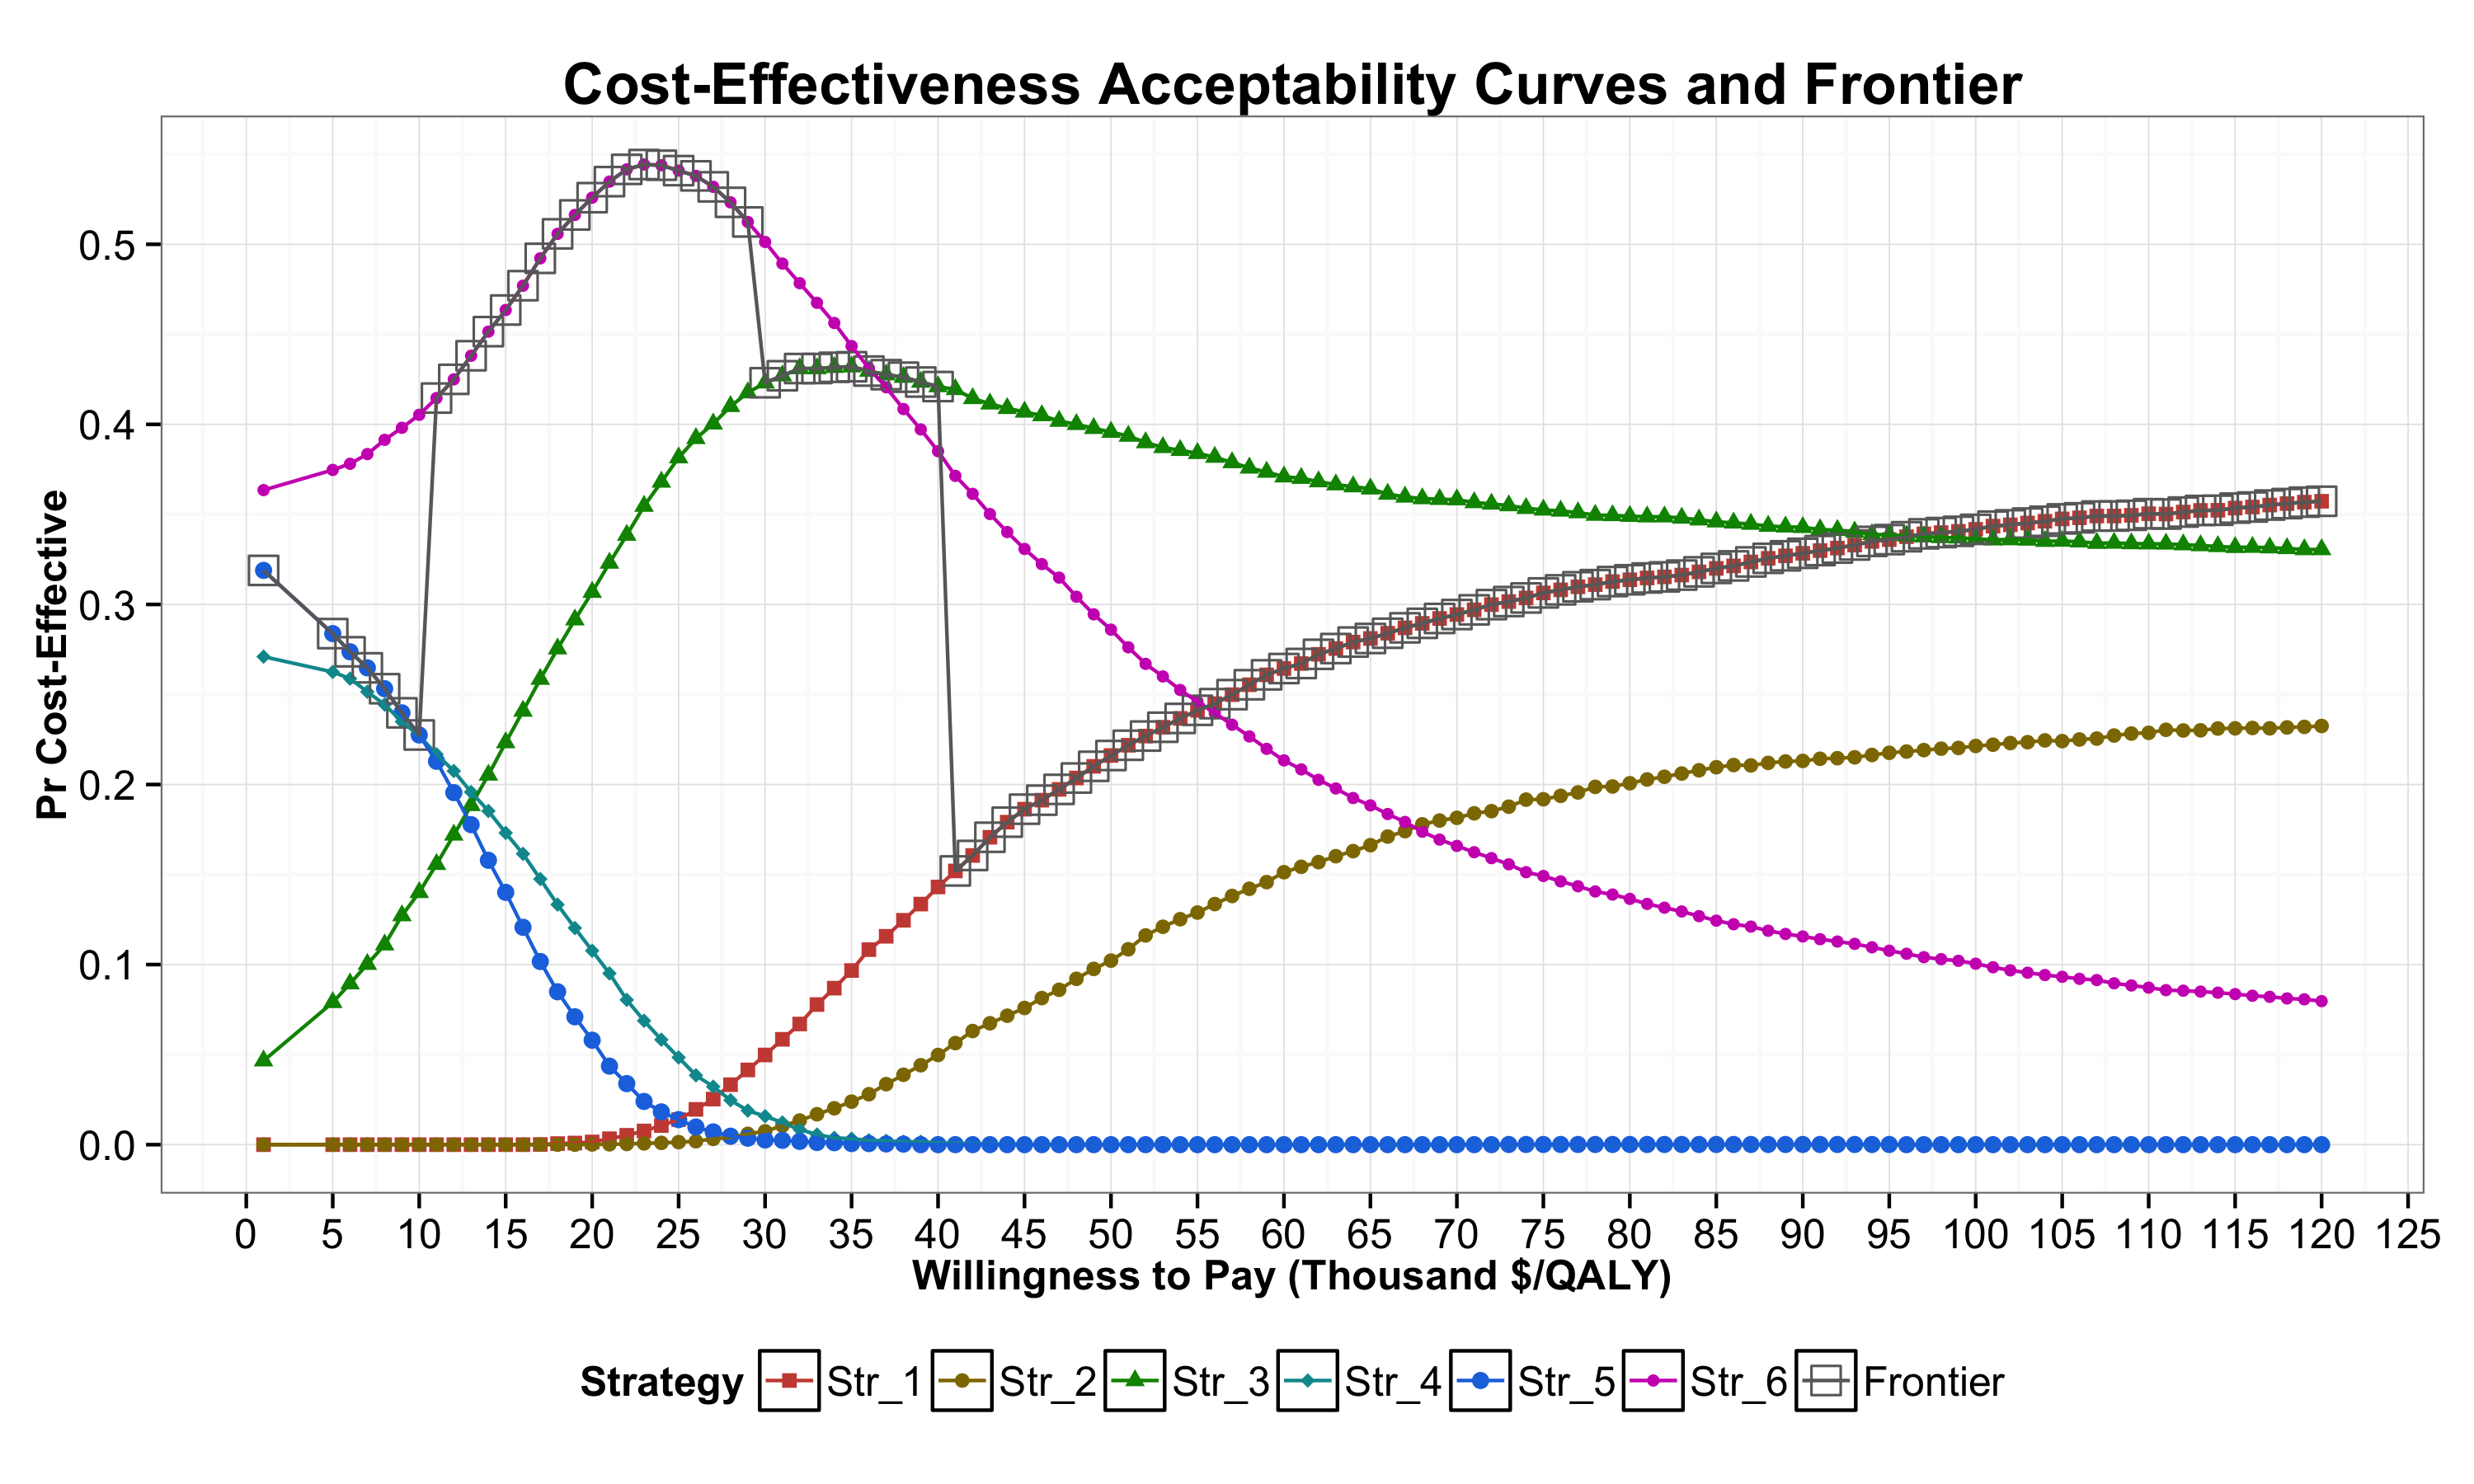 Cost-Effectiveness Acceptability Curves and Frontier
Pr Cost-Effective
0.5
0.4
0.3
0.2
0.1
0.0
0 5 10 15 20 25 30 35 40 45 50 55 60 65 70 75 80 85 90 95 100 105 110 115 120 125
Willingness to Pay (Thousand $/QALY)
Strategy Str_1 Str_2 Str_3 Str_4 Str_5 Str_6 Frontier